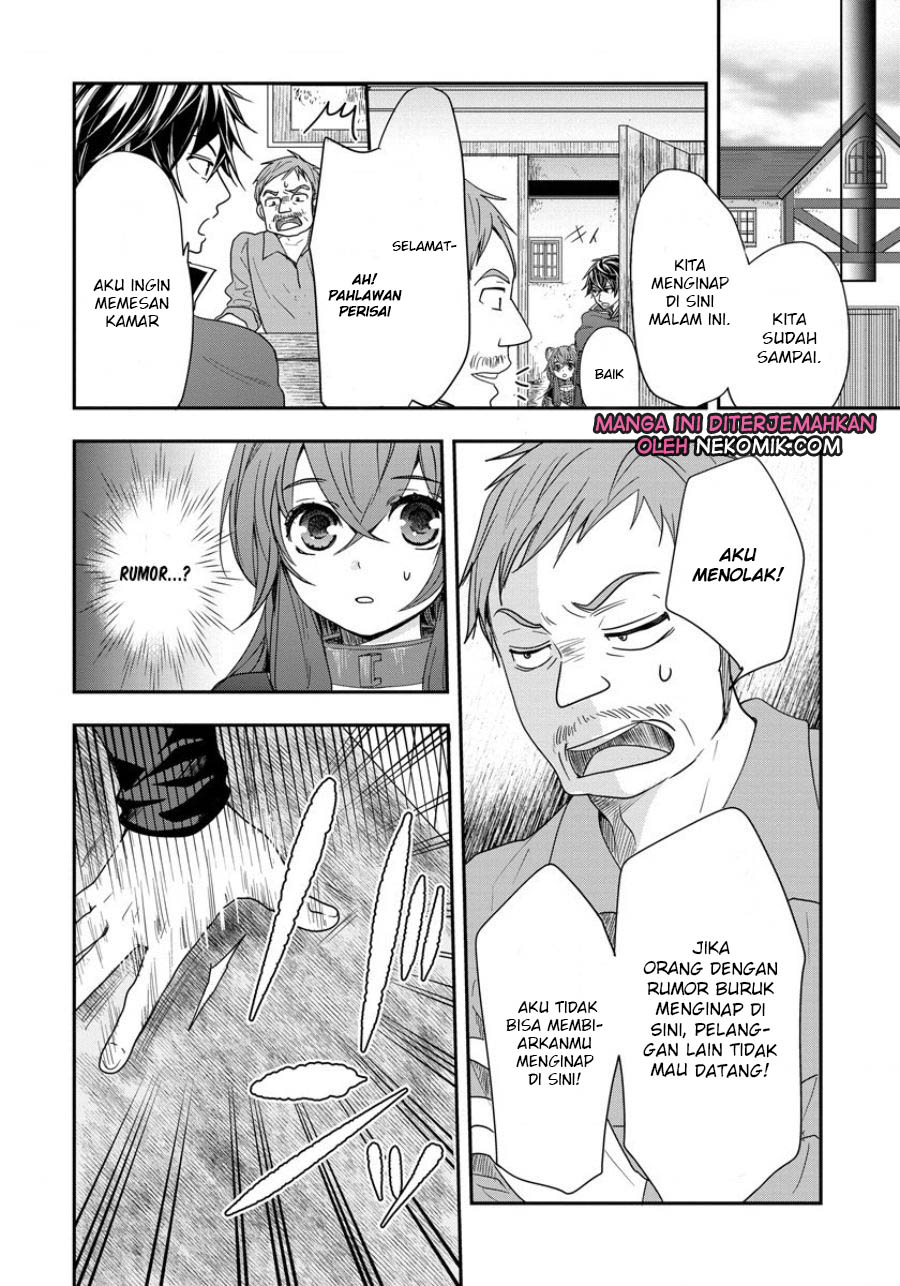 KITA
SUDAH
SAMPAI.
KITA
MENGINAP
DI SINI
MALAM INI.
BAIK
SELAMAT-
AH!
PAHLAWAN
PERISAI
AKU INGIN
MEMESAN
KAMAR
MANGA INI DITERJEMAHKAN
OLEH NEKOMIK.COM
AKU
MENOLAK!
JIKA
ORANG DENGAN
RUMOR BURUK
MENGINAP DI
SINI, PELANG-
GAN LAIN TIDAK
MAU DATANG!
AKU TIDAK
BISA MEMBI-
ARKANMU
MENGINAP
DI SINI!
RUMOR...?